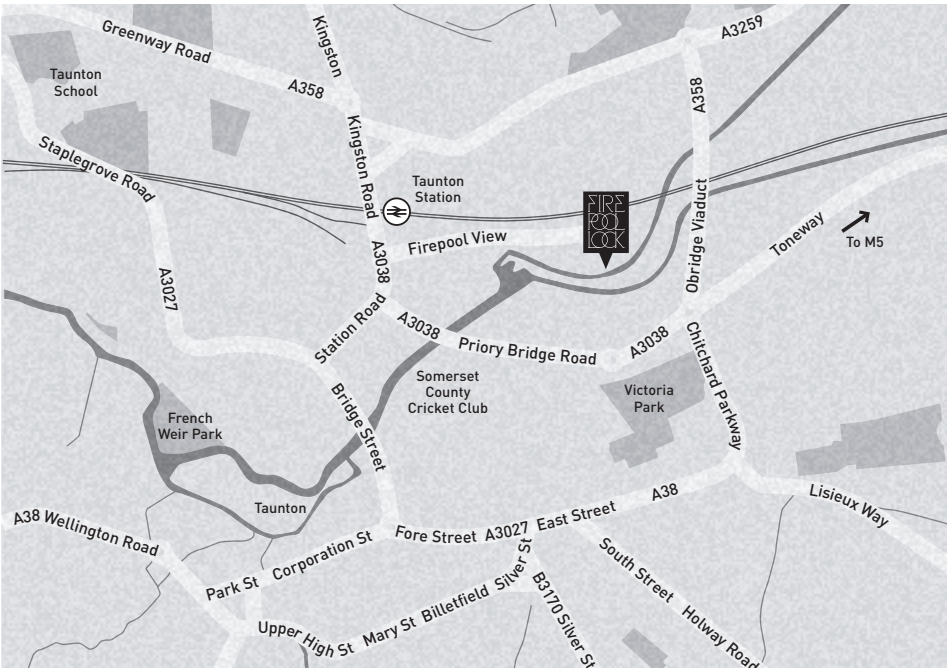 Greenway Road
Kingston
A3259
Taunton
School
A358
A358
Kingston Road
Staplegrove Road
Taunton
Station
FIRE
POOL
LOCK
Obridge Viaduct
Toneway
To M5
Firepool View
A3038
A3027
Station Road
A3038
Priory Bridge Road
A3038
Chitchard Parkway
Somerset
County
Cricket Club
Victoria
Park
Bridge Street
French
Weir Park
Taunton
A38 Wellington Road
Fore Street
A3027
East Street
A38
Lisieux Way
Park St
Corporation St
Silver St
South Street
Holway Road
Upper High St
Mary St
Billetfield
B3170 Silver St